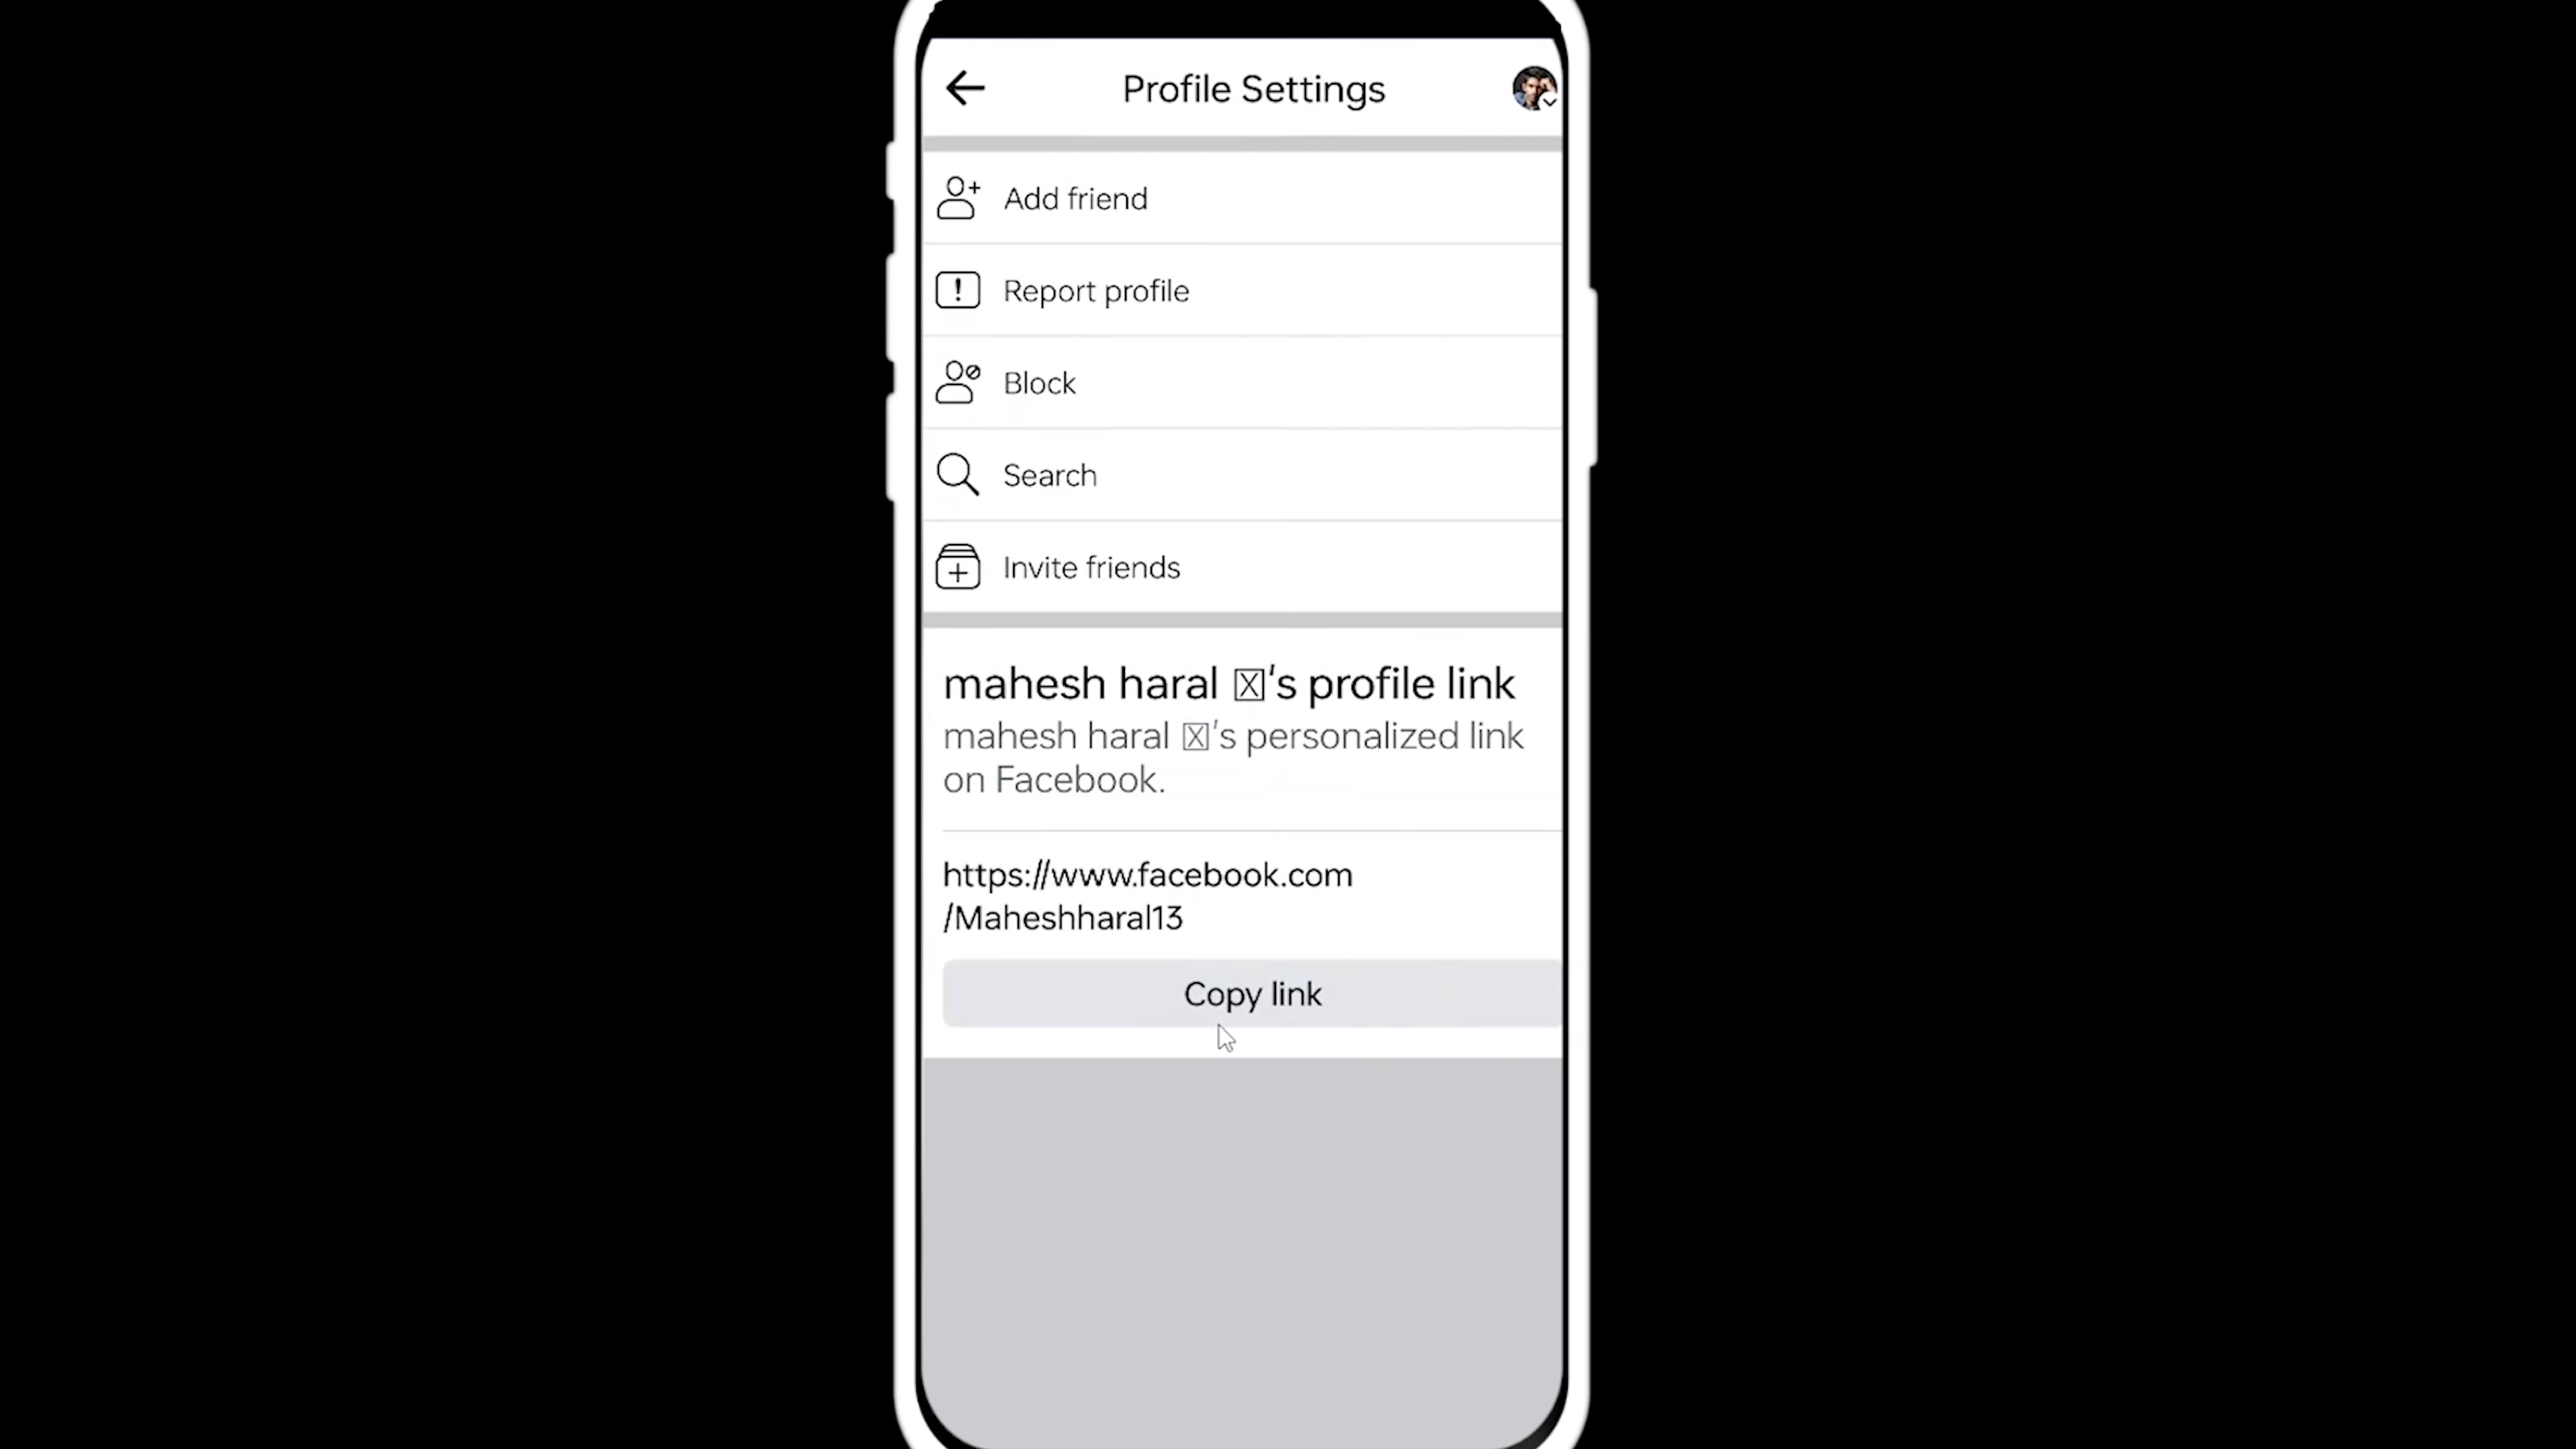 Profile Settings
Add friend
Report profile
Block
Search
Invite friends
mahesh haral 's profile link
mahesh haral 's personalized link
on Facebook.
https://www.facebook.com
/Maheshharal13
Copy link